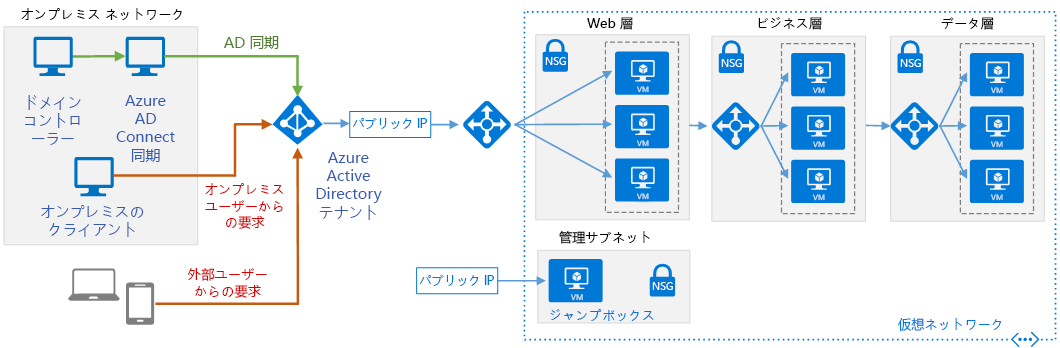 オンプレミス ネットワーク
AD 同期
ドメイン
コントロ
ーラー
Azure
AD
Connect
同期
オンプレミスの
クライアント
オンプレミス
ユーザーから
の要求
外部ユーザー
からの要求
Azure
Active
Directory
テナント
パブリック IP
Web 層
NSG
VM
VM
VM
ビジネス層
NSG
VM
VM
VM
データ層
NSG
VM
VM
VM
管理サブネット
パブリック IP
VM
NSG
ジャンプボックス
仮想ネットワーク